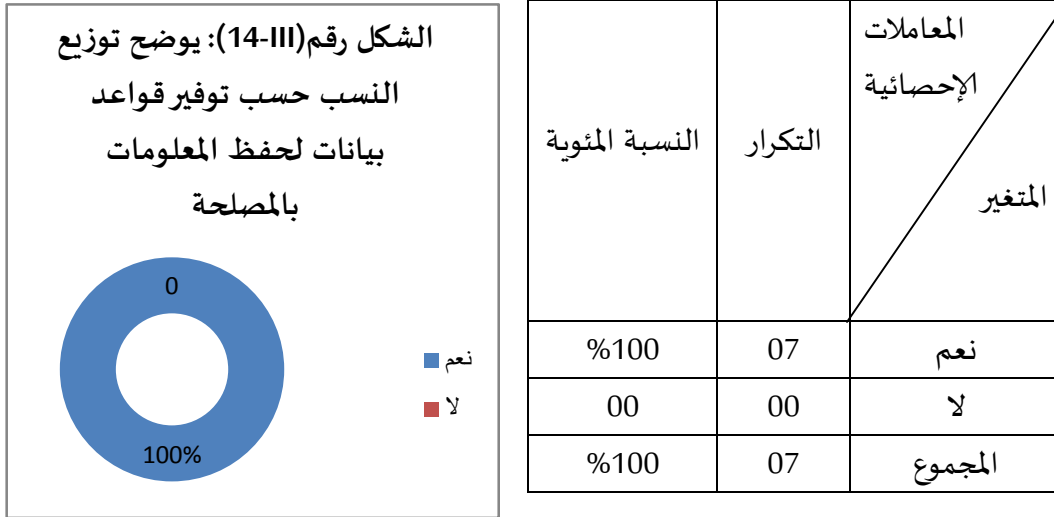 المعاملات
الإحصائية
المتغير
التكرار
النسبة المئوية
نعم 07 %100
لا 00 00
المجموع 07 %100
الشكل رقم(14-III): يوضح توزيع
النسب حسب توفير قواعد
بيانات لحفظ المعلومات
بالمصلحة
0
100%
نعم
لا